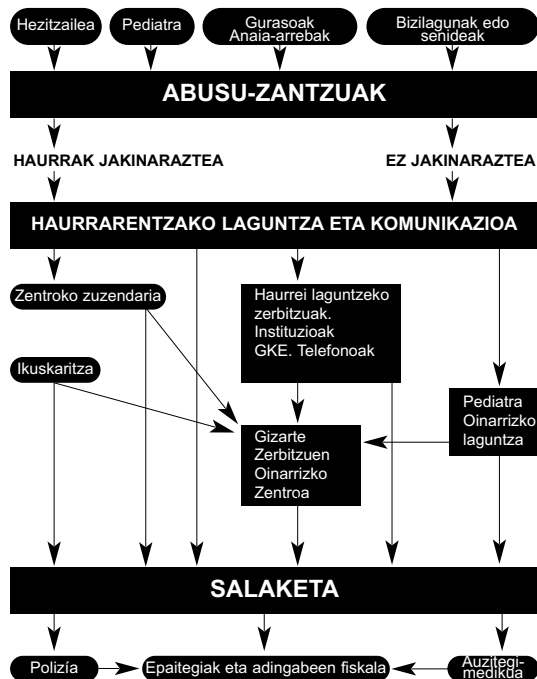 Hezitzailea
Pediatra
Gurasoak
Anaia-arrebak
Bizilagunak edo
senideak
ABUSU-ZANTZUAK
HAURRAK JAKINARAZTEA
EZ JAKINARAZTEA
HAURRARENTZAKO LAGUNTZA ETA KOMUNIKAZIOA
Zentroko zuzendaria
Haurrei laguntzeko
zerbitzuak.
Instituzioak
GKE. Telefonoak
Ikuskaritza
Pediatra
Oinarrizko
laguntza
Gizarte
Zerbitzuen
Oinarrizko
Zentroa
SALAKETA
Polizía
Epaitegiak eta adingabeen fiskala
Auzitegi-
medikua